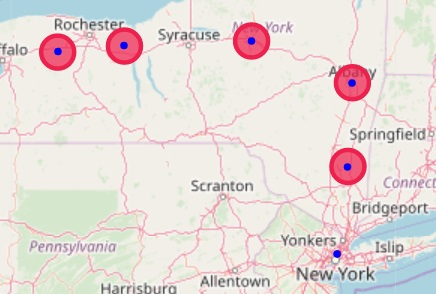 Rochester
ffalo
Syracuse
New York
Albany
Springfield
Scranton
Connect
Bridgeport
Pennsylvania
Yonkers
Islip
New York
Allentown
Harrisburg